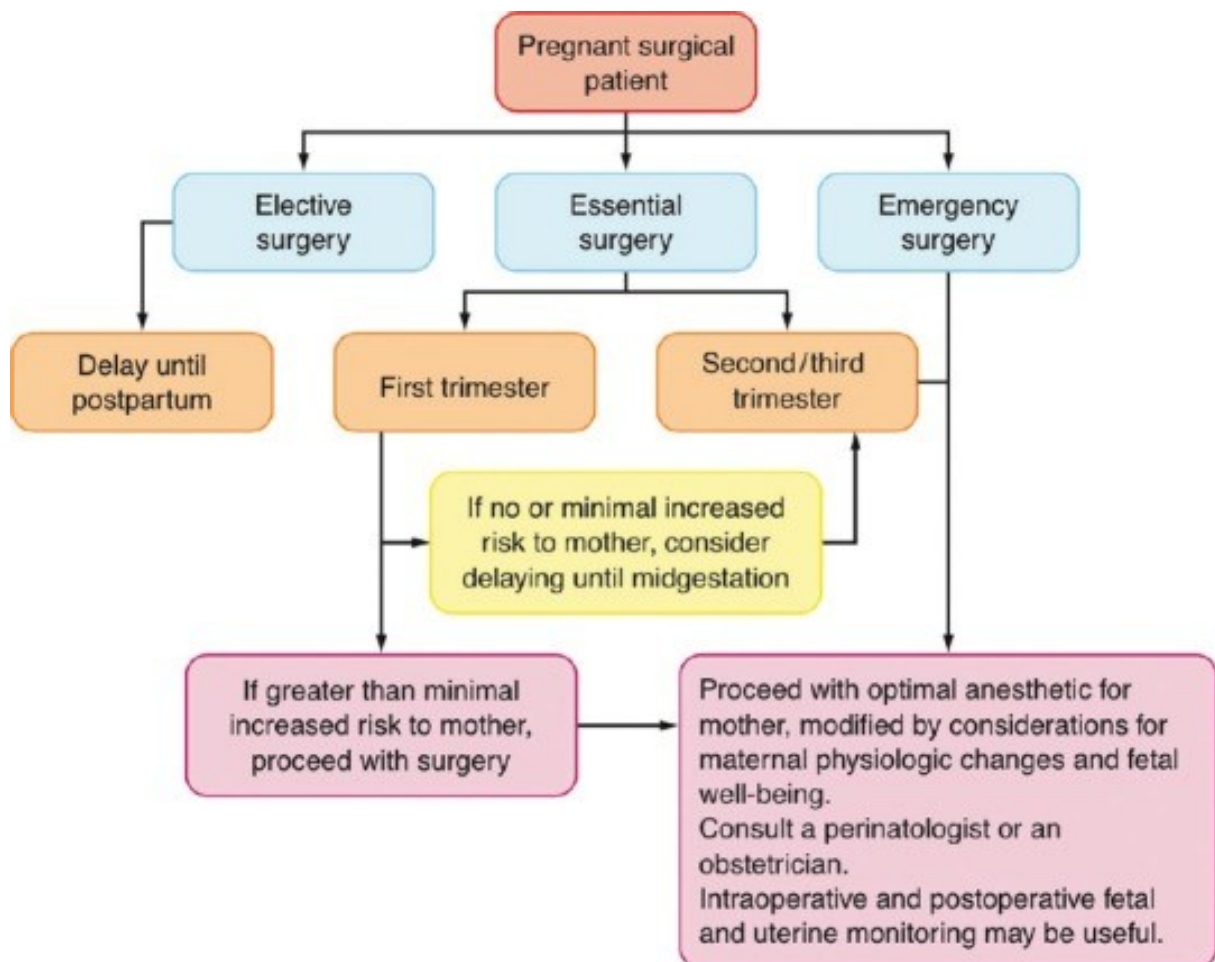 Pregnant surgical
patient
Elective
surgery
Essential
surgery
Emergency
surgery
Delay until
postpartum
First trimester
Second/third
trimester
If no or minimal increased
risk to mother, consider
delaying until midgestation
If greater than minimal
increased risk to mother,
proceed with surgery
Proceed with optimal anesthetic for
mother, modified by considerations for
maternal physiologic changes and fetal
well-being.
Consult a perinatologist or an
obstetrician.
Intraoperative and postoperative fetal
and uterine monitoring may be useful.